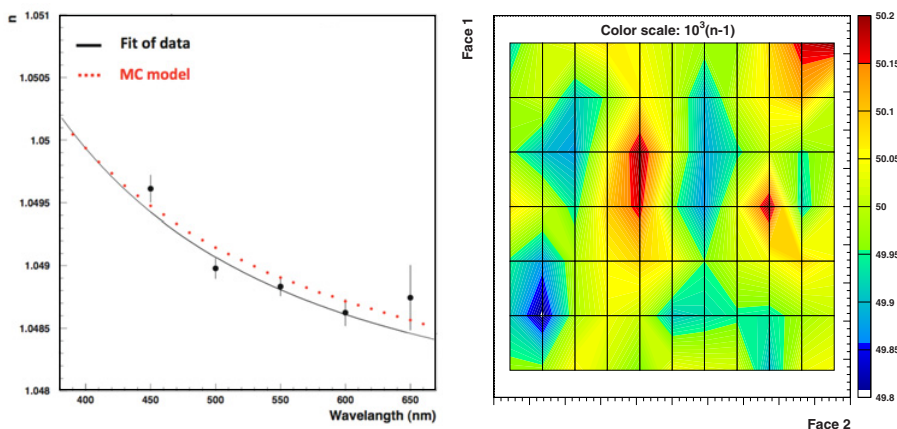 n
1.051
1.0505
1.05
1.0495
1.049
1.0485
1.048
Fit of data
MC model
400 450 500 550 600 650
Wavelength (nm)
Face 1
Color scale: 10³(n-1)
50.2
50.15
50.1
50.05
50
49.95
49.9
49.85
49.8
Face 2